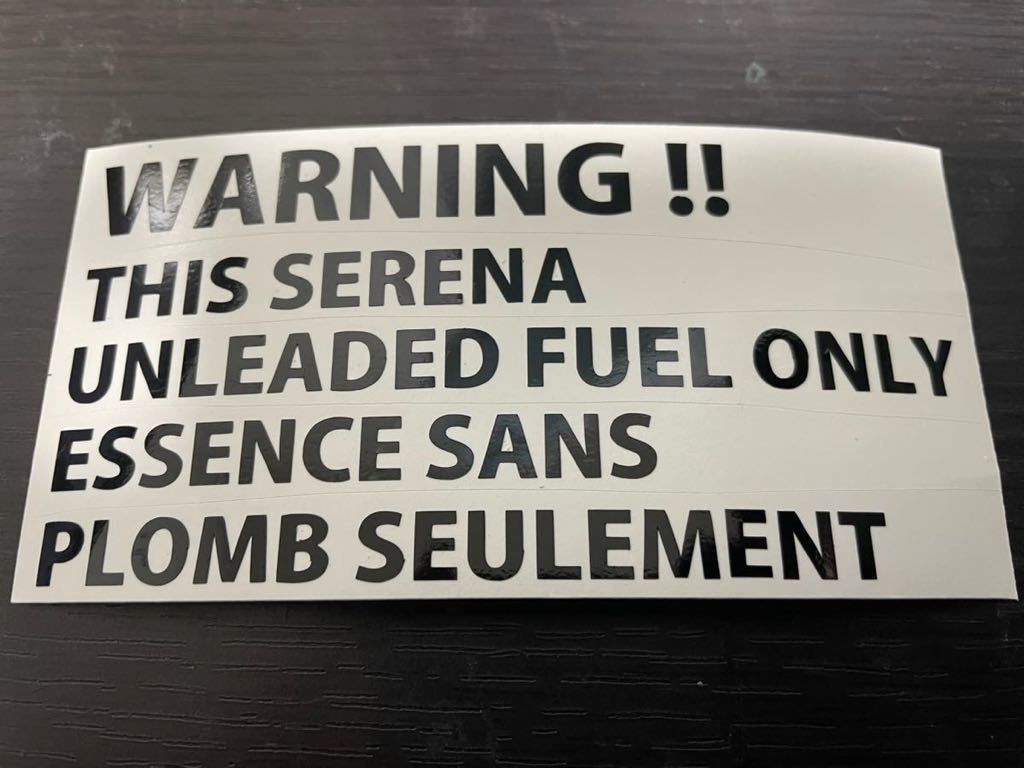 WARNING !!
THIS SERENA
UNLEADED FUEL ONLY
ESSENCE SANS
PLOMB SEULEMENT